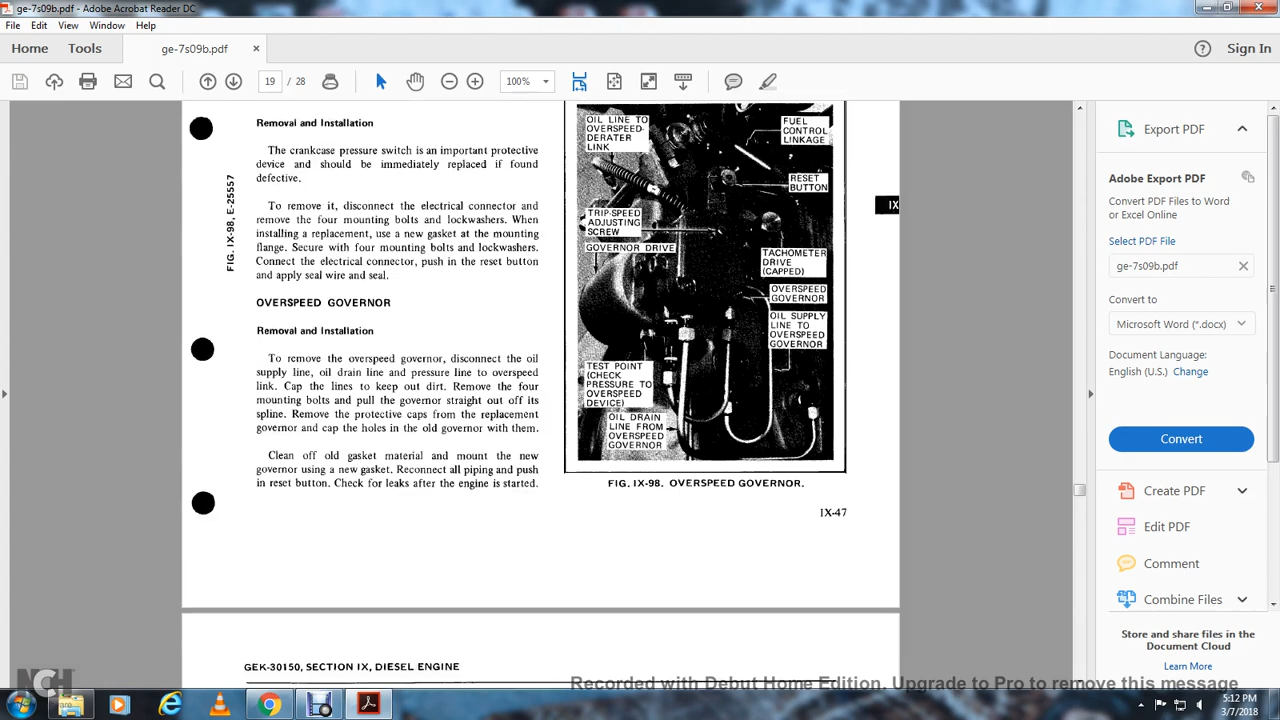 ge-7s09b.pdf - Adobe Acrobat Reader DC
File Edit View Window Help
Home Tools ge-7s09b.pdf × Sign In
19 / 28 100%
Removal and Installation
The crankcase pressure switch is an important protective
device and should be immediately replaced if found
defective.
To remove it, disconnect the electrical connector and
remove the four mounting bolts and lockwashers. When
installing a replacement, use a new gasket at the mounting
flange. Secure with four mounting bolts and lockwashers.
Connect the electrical connector, push in the reset button
and apply seal wire and seal.
OVERSPEED GOVERNOR
Removal and Installation
To remove the overspeed governor, disconnect the oil
supply line, oil drain line and pressure line to overspeed
link. Cap the lines to keep out dirt. Remove the four
mounting bolts and pull the governor straight out off its
spline. Remove the protective caps from the replacement
governor and cap the holes in the old governor with them.
Clean off old gasket material and mount the new
governor using a new gasket. Reconnect all piping and push
in reset button. Check for leaks after the engine is started.
FIG. IX-98, E-25557
OIL LINE TO
OVERSPEED-
DERATER
LINK
FUEL
CONTROL
LINKAGE
RESET
BUTTON
TRIP-SPEED
ADJUSTING
SCREW
GOVERNOR DRIVE
TACHOMETER
DRIVE
(CAPPED)
OVERSPEED
GOVERNOR
OIL SUPPLY
LINE TO
OVERSPEED
GOVERNOR
TEST POINT
(CHECK
PRESSURE TO
OVERSPEED
DEVICE)
OIL DRAIN
LINE FROM
OVERSPEED
GOVERNOR
FIG. IX-98. OVERSPEED GOVERNOR.
IX
IX-47
GEK-30150, SECTION IX, DIESEL ENGINE
Export PDF
Adobe Export PDF
Convert PDF Files to Word
or Excel Online
Select PDF File
ge-7s09b.pdf
Convert to
Microsoft Word (*.docx)
Document Language:
English (U.S.) Change
Convert
Create PDF
Edit PDF
Comment
Combine Files
Store and share files in the
Document Cloud
Learn More
NCH
Recorded with Debut Home Edition. Upgrade to Pro to remove this message
5:12 PM
3/7/2018